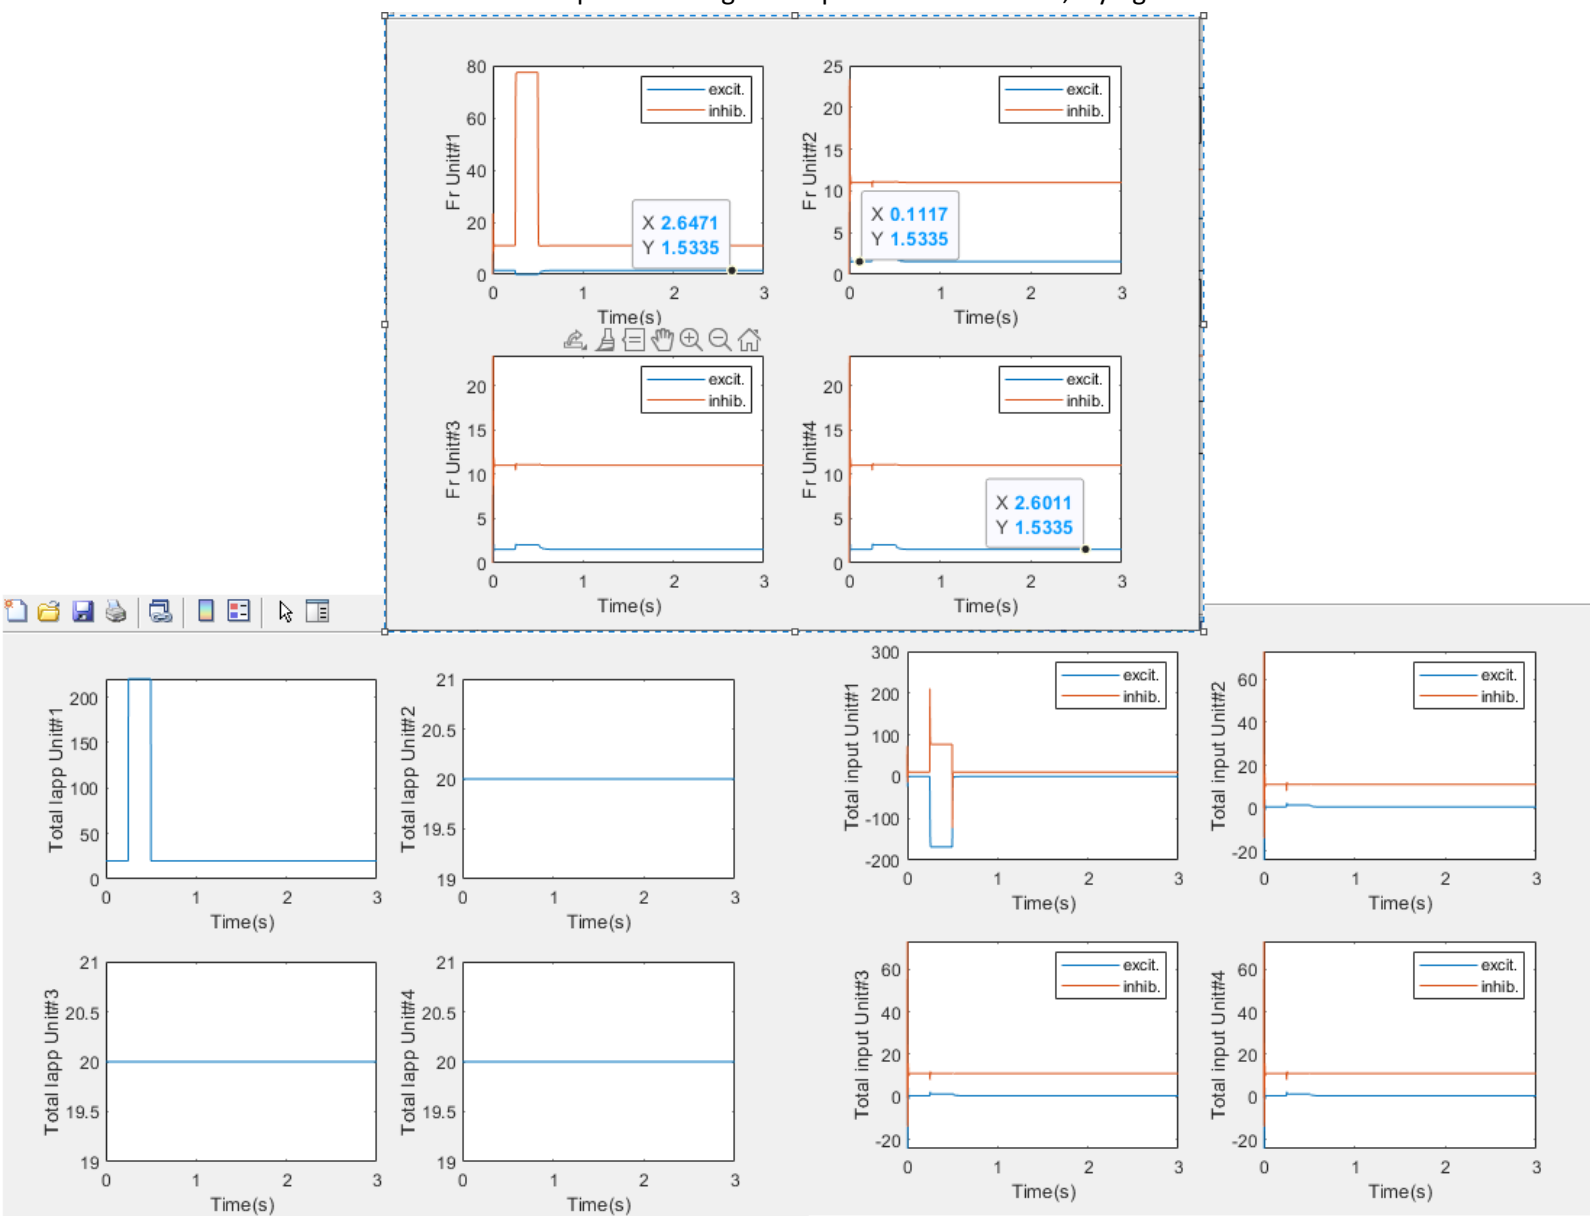 80
60
40
20
0
Fr Unit#1
excit.
inhib.
X 2.6471
Y 1.5335
0 1 2 3
Time(s)
25
20
15
10
5
0
Fr Unit#2
excit.
inhib.
X 0.1117
Y 1.5335
0 1 2 3
Time(s)
20
15
10
5
0
Fr Unit#3
excit.
inhib.
0 1 2 3
Time(s)
20
15
10
5
0
Fr Unit#4
excit.
inhib.
X 2.6011
Y 1.5335
0 1 2 3
Time(s)
200
150
100
50
0
Total Iapp Unit#1
0 1 2 3
Time(s)
21
20.5
20
19.5
19
Total Iapp Unit#2
0 1 2 3
Time(s)
300
200
100
0
-100
-200
Total input Unit#1
excit.
inhib.
0 1 2 3
Time(s)
60
40
20
0
-20
Total input Unit#2
excit.
inhib.
0 1 2 3
Time(s)
21
20.5
20
19.5
19
Total Iapp Unit#3
0 1 2 3
Time(s)
21
20.5
20
19.5
19
Total Iapp Unit#4
0 1 2 3
Time(s)
60
40
20
0
-20
Total input Unit#3
excit.
inhib.
0 1 2 3
Time(s)
60
40
20
0
-20
Total input Unit#4
excit.
inhib.
0 1 2 3
Time(s)